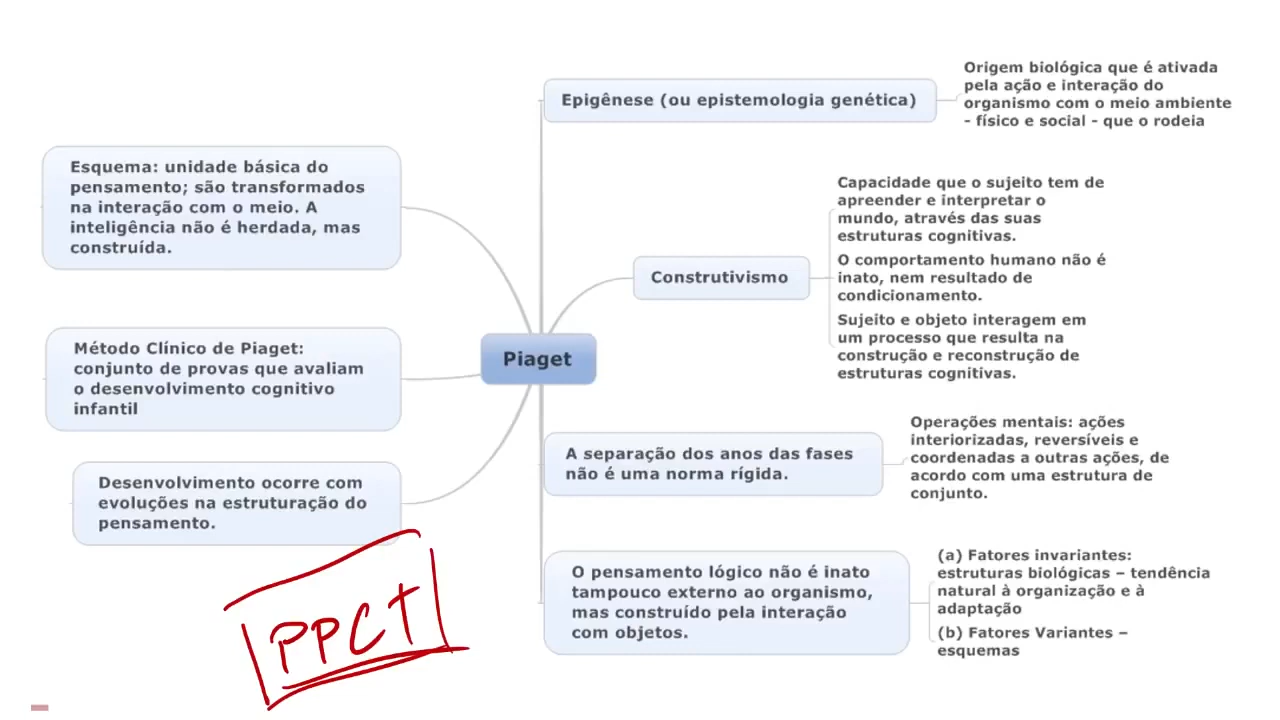 Piaget
Esquema: unidade básica do
pensamento; são transformados
na interação com o meio. A
inteligência não é herdada, mas
construída.
Método Clínico de Piaget:
conjunto de provas que avaliam
o desenvolvimento cognitivo
infantil
Desenvolvimento ocorre com
evoluções na estruturação do
pensamento.
PPCT
Epigênese (ou epistemologia genética)
Origem biológica que é ativada
pela ação e interação do
organismo com o meio ambiente
- físico e social - que o rodeia
Construtivismo
Capacidade que o sujeito tem de
apreender e interpretar o
mundo, através das suas
estruturas cognitivas.
O comportamento humano não é
inato, nem resultado de
condicionamento.
Sujeito e objeto interagem em
um processo que resulta na
construção e reconstrução de
estruturas cognitivas.
A separação dos anos das fases
não é uma norma rígida.
Operações mentais: ações
interiorizadas, reversíveis e
coordenadas a outras ações, de
acordo com uma estrutura de
conjunto.
O pensamento lógico não é inato
tampouco externo ao organismo,
mas construído pela interação
com objetos.
(a) Fatores invariantes:
estruturas biológicas – tendência
natural à organização e à
adaptação
(b) Fatores Variantes –
esquemas